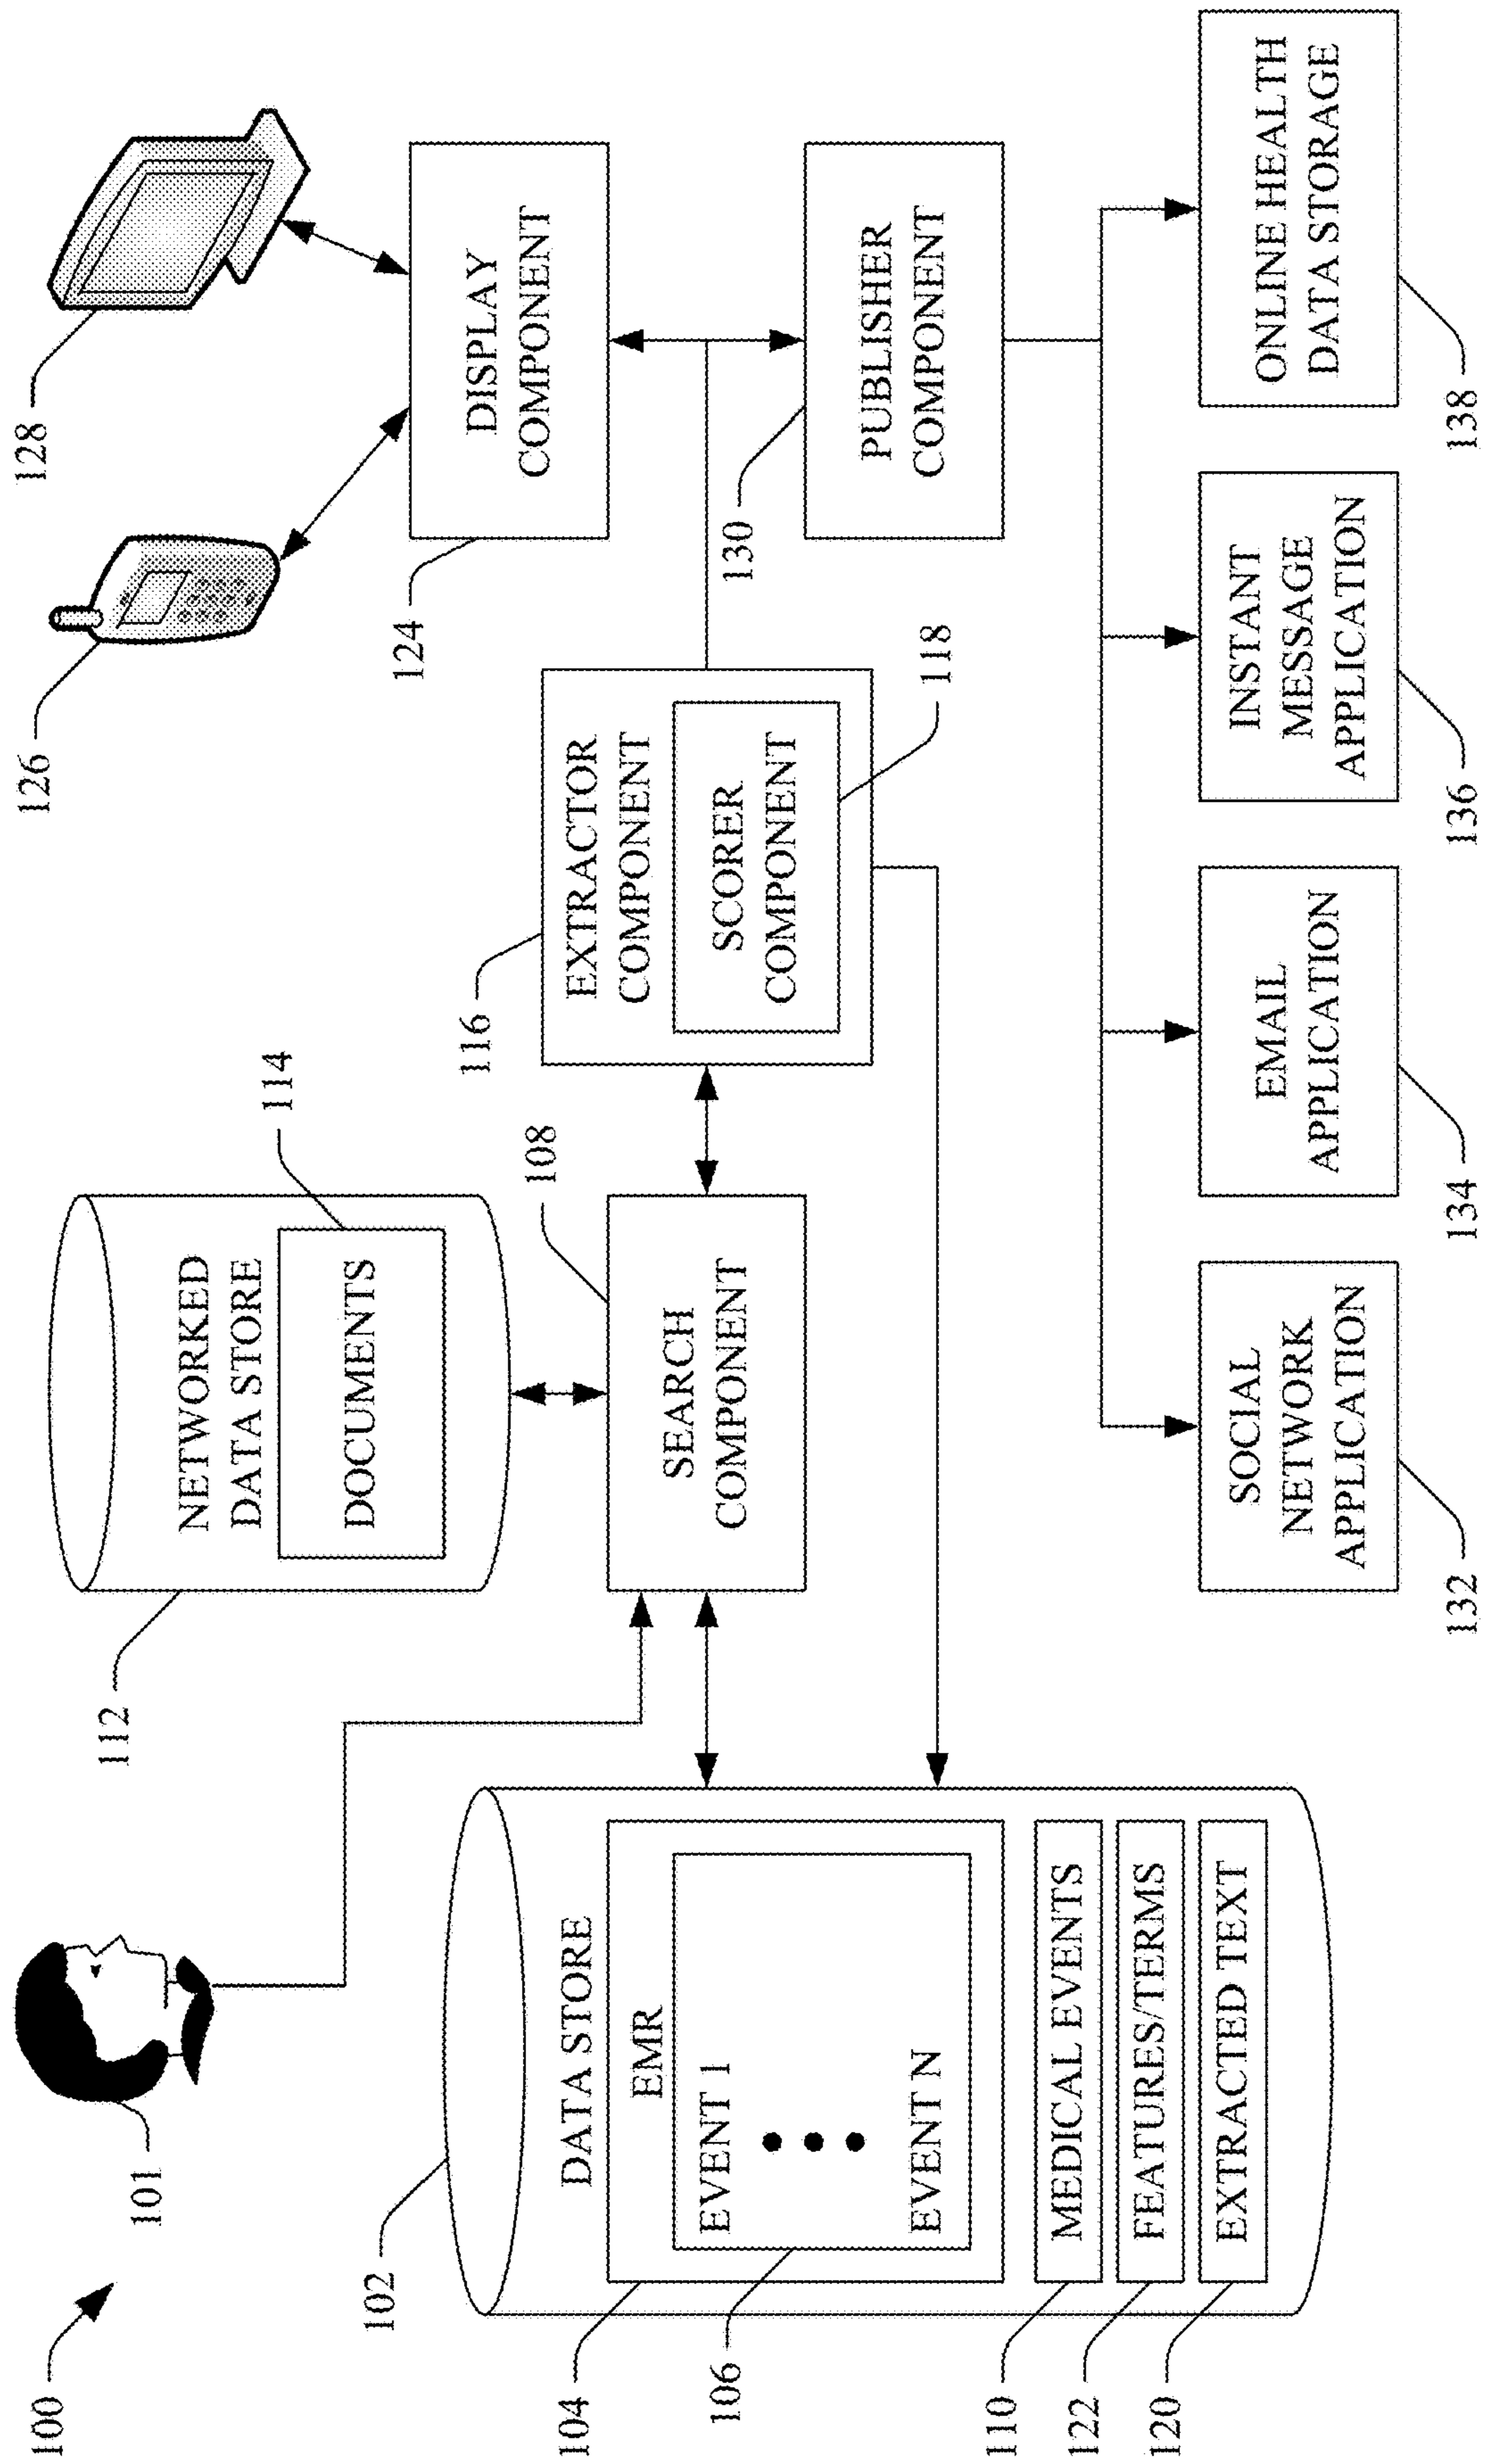 100
101
102
DATA STORE
104
EMR
106
EVENT 1
EVENT N
110
MEDICAL EVENTS
122
FEATURES/TERMS
120
EXTRACTED TEXT
112
NETWORKED
DATA STORE
114
DOCUMENTS
108
SEARCH
COMPONENT
116
EXTRACTOR
COMPONENT
118
SCORER
COMPONENT
126
128
124
DISPLAY
COMPONENT
130
PUBLISHER
COMPONENT
SOCIAL
NETWORK
APPLICATION
132
EMAIL
APPLICATION
134
INSTANT
MESSAGE
APPLICATION
136
ONLINE HEALTH
DATA STORAGE
138